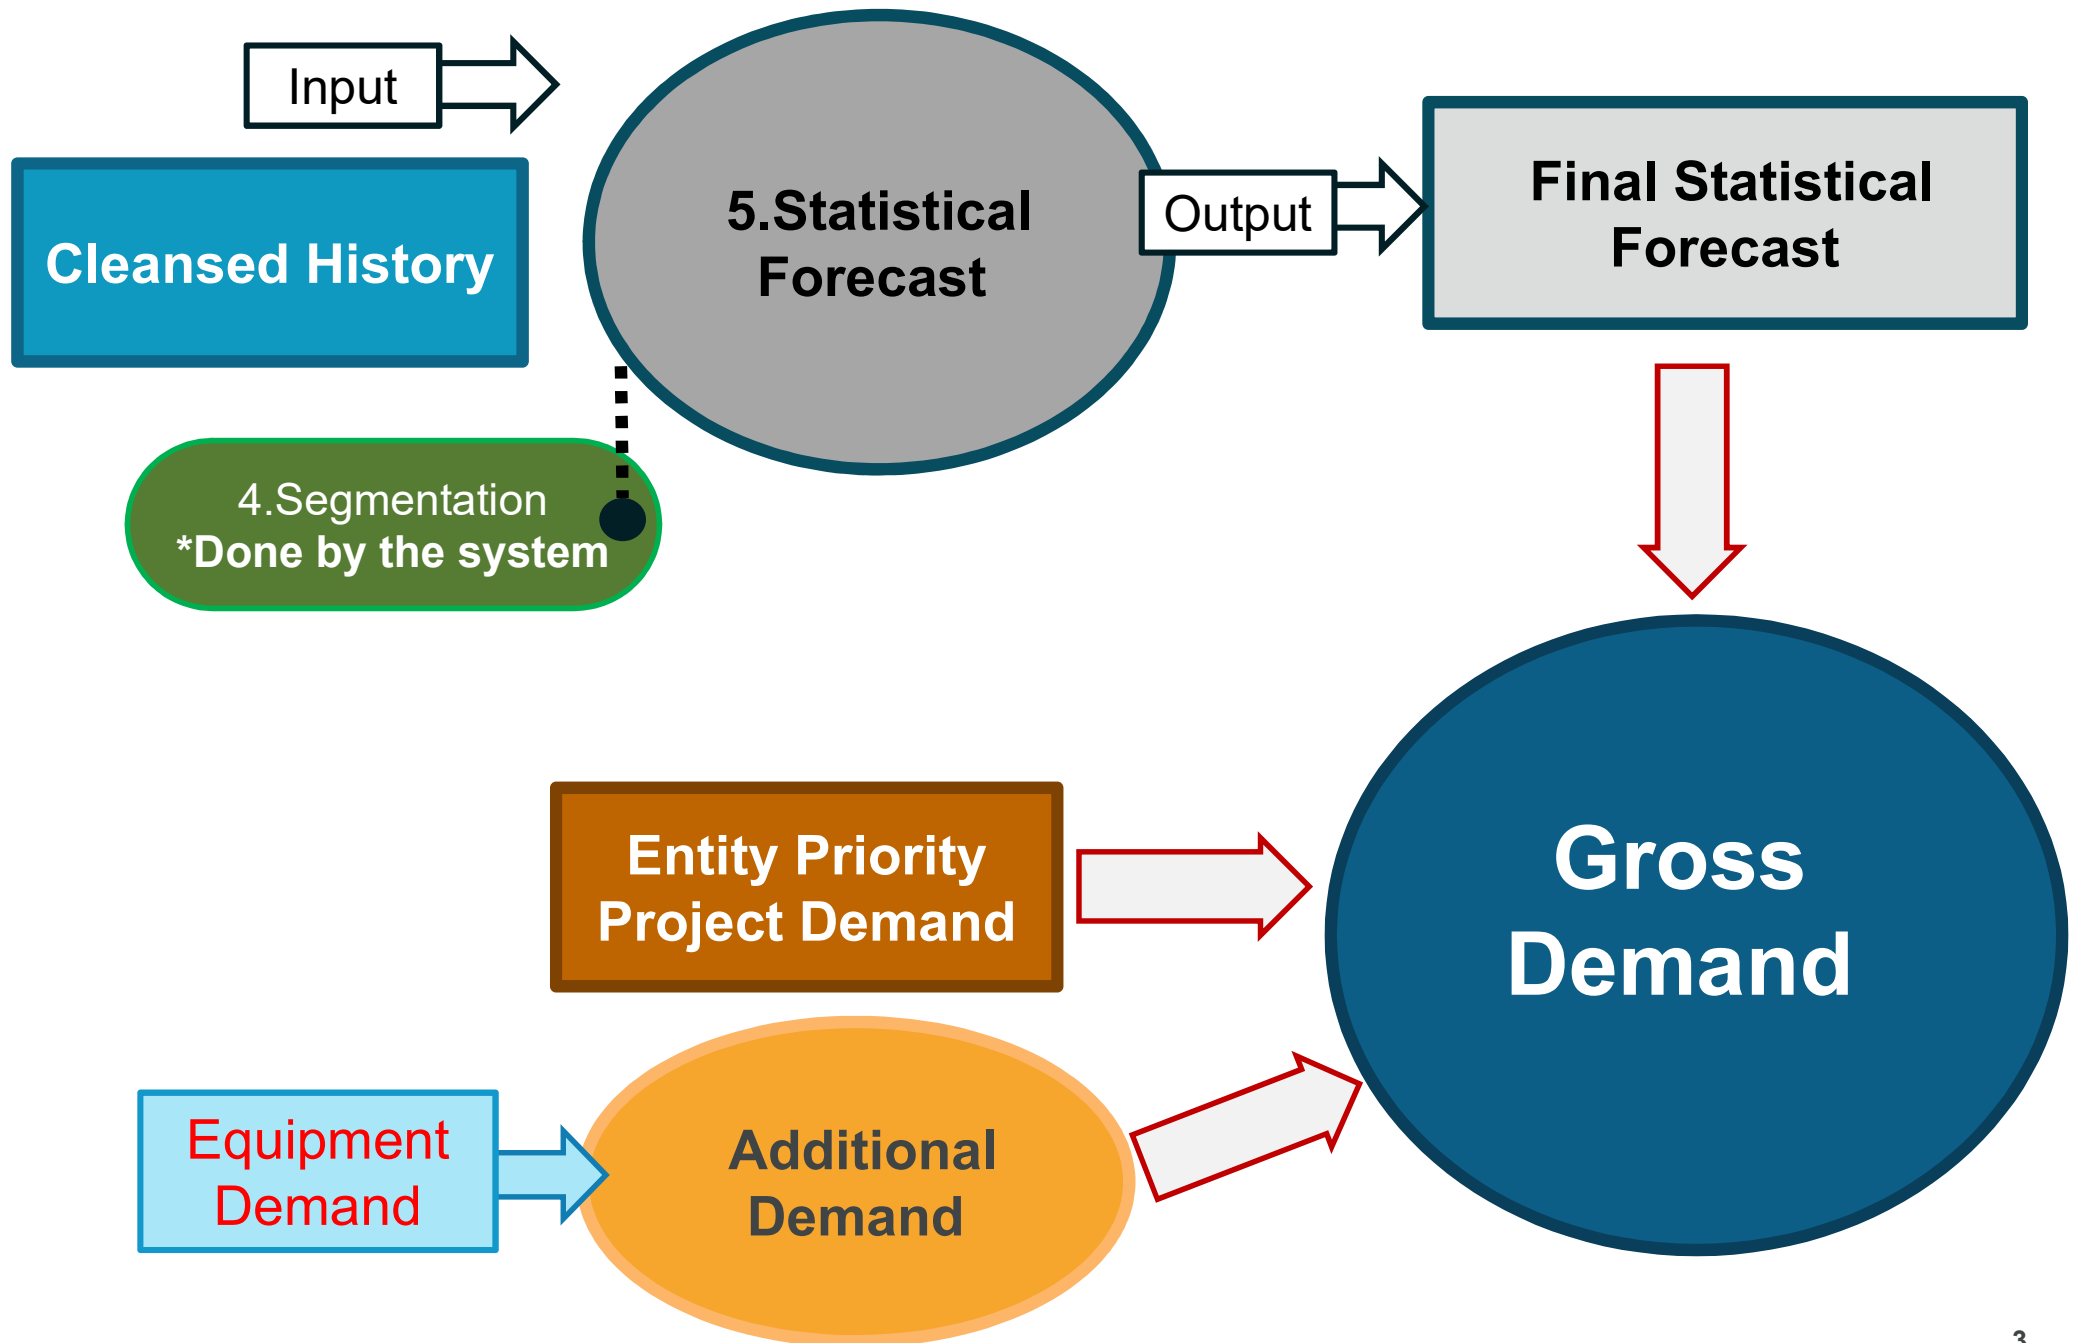 Input
Cleansed History
5.Statistical
Forecast
Output
Final Statistical
Forecast
4.Segmentation
*Done by the system
Entity Priority
Project Demand
Gross
Demand
Equipment
Demand
Additional
Demand
3